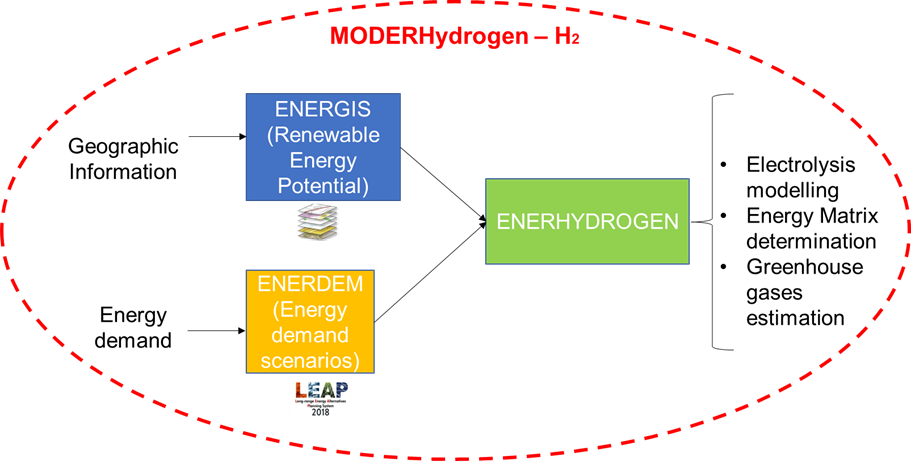 MODERHydrogen – H₂
Geographic
Information
ENERGIS
(Renewable
Energy
Potential)
Energy
demand
ENERDEM
(Energy
demand
scenarios)
LEAP
Long-range Energy Alternatives
Planning System
2018
ENERHYDROGEN
• Electrolysis
modelling
• Energy Matrix
determination
• Greenhouse
gases
estimation